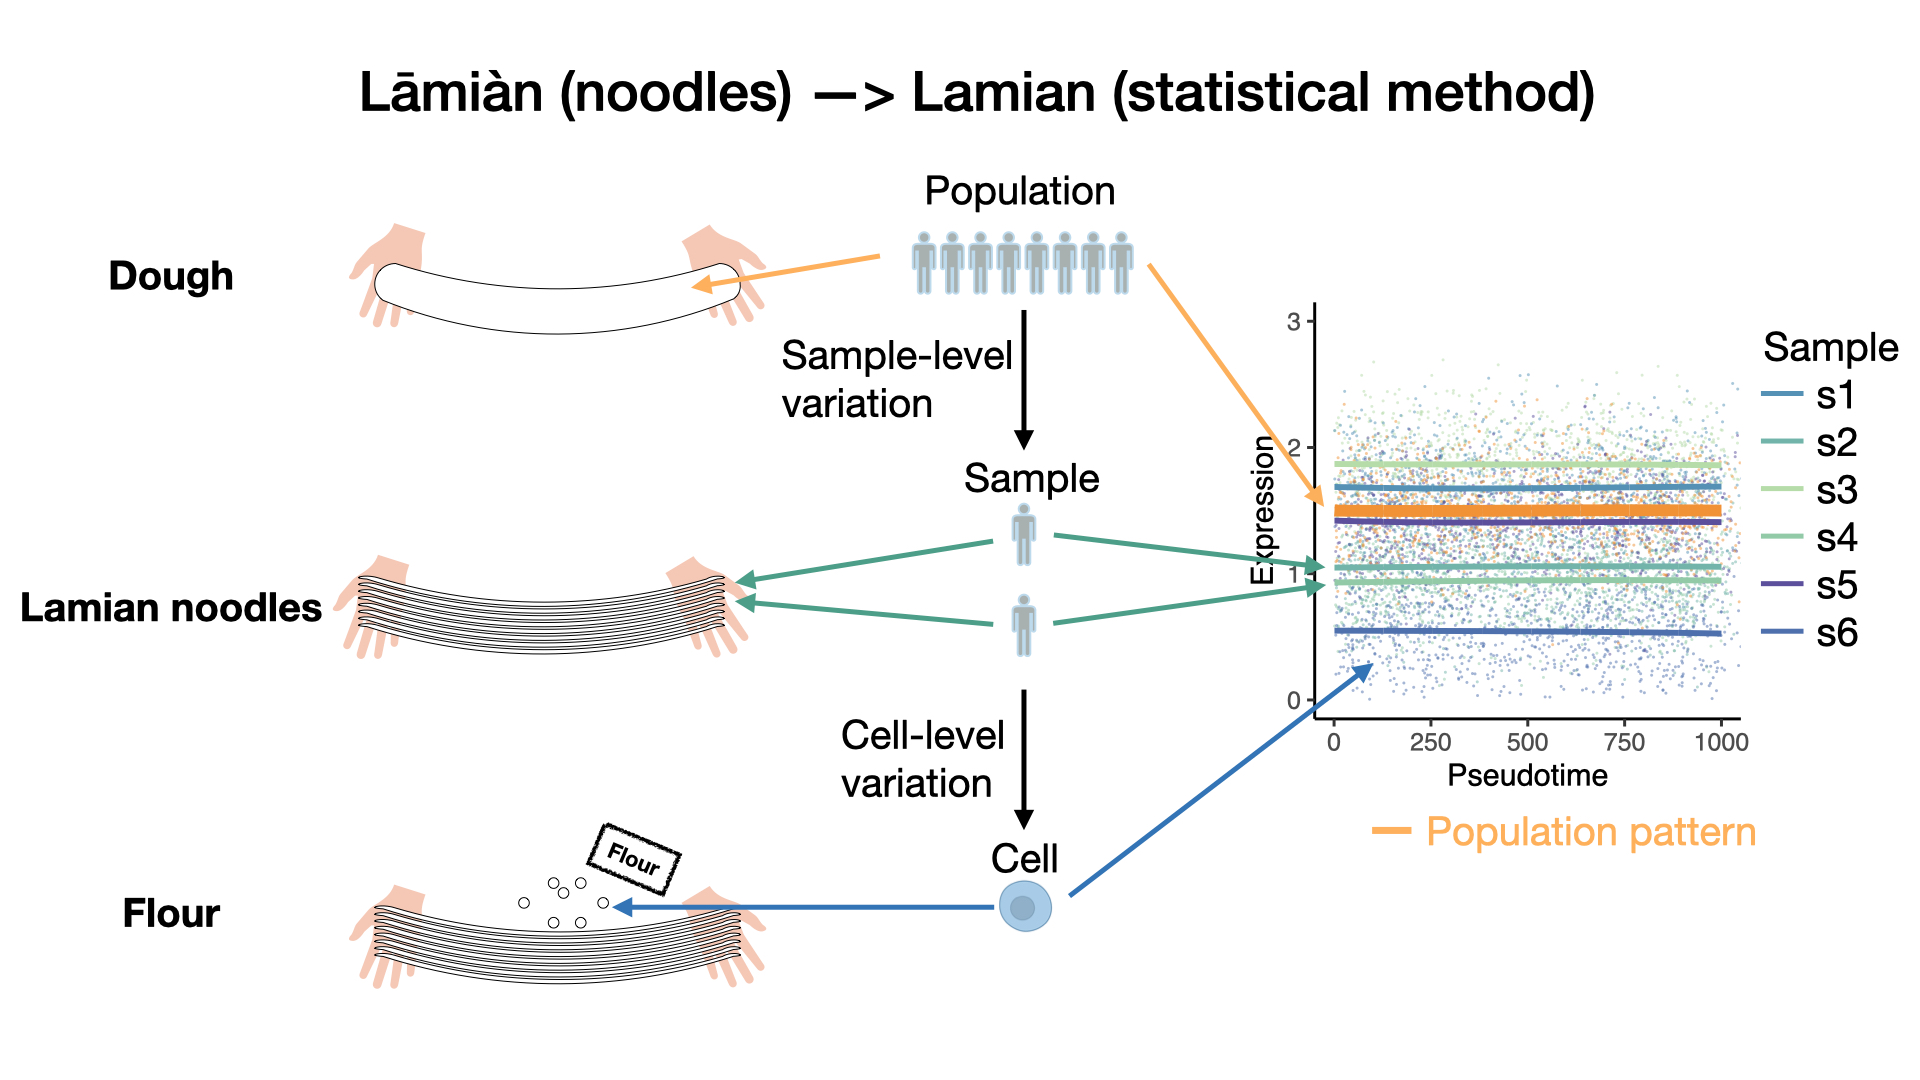 Lāmiàn (noodles) —> Lamian (statistical method)
Population
Dough
Sample-level
variation
Sample
Lamian noodles
Cell-level
variation
Cell
Flour
Flour
Expression
3
2
1
0
0 250 500 750 1000
Pseudotime
Population pattern
Sample
s1
s2
s3
s4
s5
s6